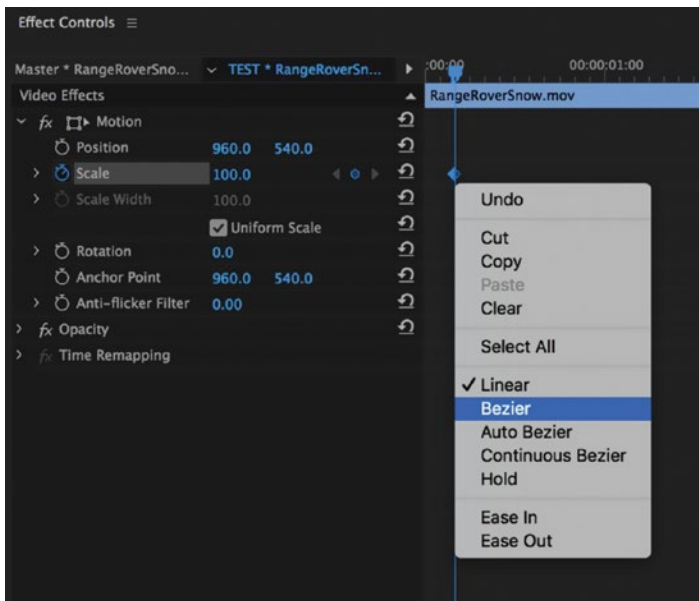 Effect Controls
Master * RangeRoverSno... TEST * RangeRoverSn... :00:00 00:00:01:00
Video Effects RangeRoverSnow.mov
fx Motion
Position 960.0 540.0
Scale 100.0
Scale Width 100.0
Uniform Scale
Rotation 0.0
Anchor Point 960.0 540.0
Anti-flicker Filter 0.00
fx Opacity
fx Time Remapping
Undo
Cut
Copy
Paste
Clear
Select All
Linear
Bezier
Auto Bezier
Continuous Bezier
Hold
Ease In
Ease Out